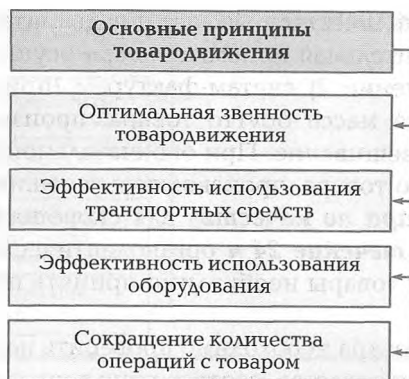 Основные принципы
товародвижения
Оптимальная звенность
товародвижения
Эффективность использования
транспортных средств
Эффективность использования
оборудования
Сокращение количества
операций с товаром